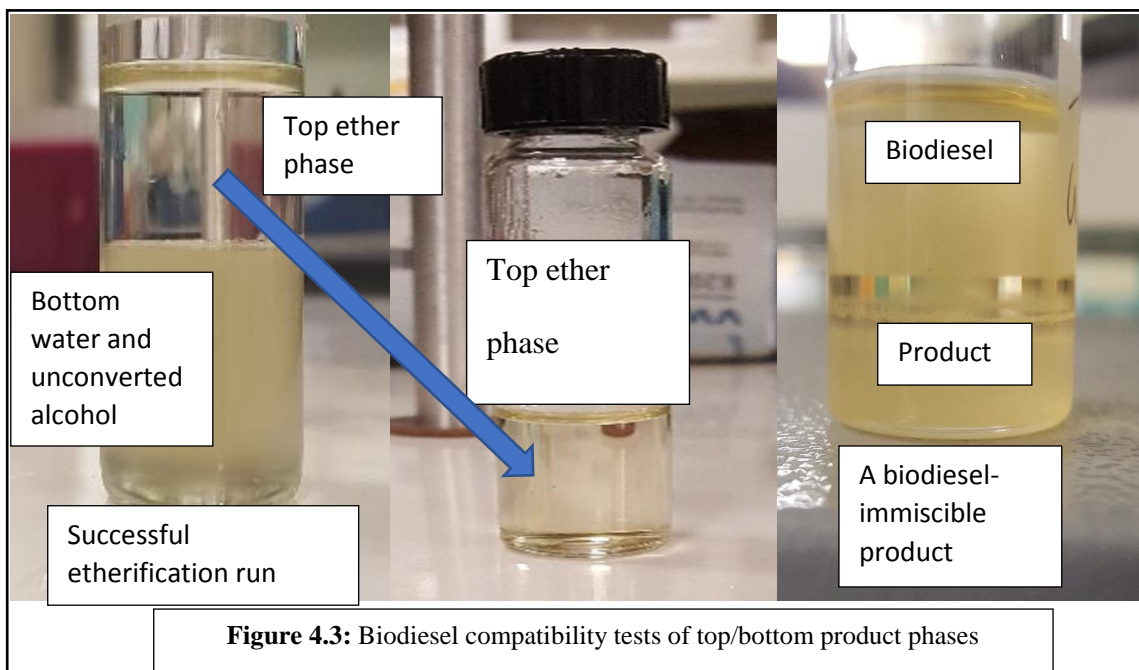 Top ether
phase
Bottom
water and
unconverted
alcohol
Successful
etherification run
Top ether
phase
Biodiesel
Product
A biodiesel-
immiscible
product
Figure 4.3: Biodiesel compatibility tests of top/bottom product phases